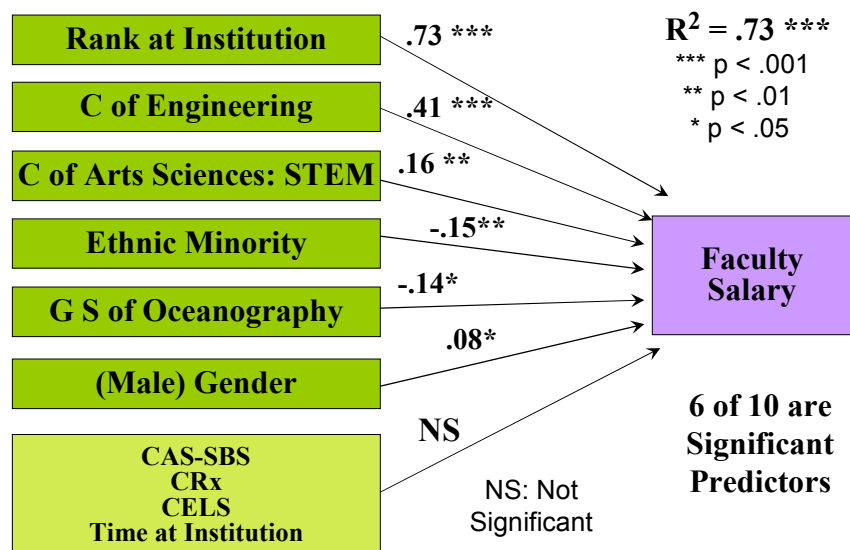 Rank at Institution
.73 ***
R² = .73 ***
*** p < .001
** p < .01
* p < .05
C of Engineering
.41 ***
C of Arts Sciences: STEM
.16 **
Ethnic Minority
-.15**
Faculty
Salary
G S of Oceanography
-.14*
(Male) Gender
.08*
CAS-SBS
CRx
CELS
Time at Institution
NS
NS: Not
Significant
6 of 10 are
Significant
Predictors